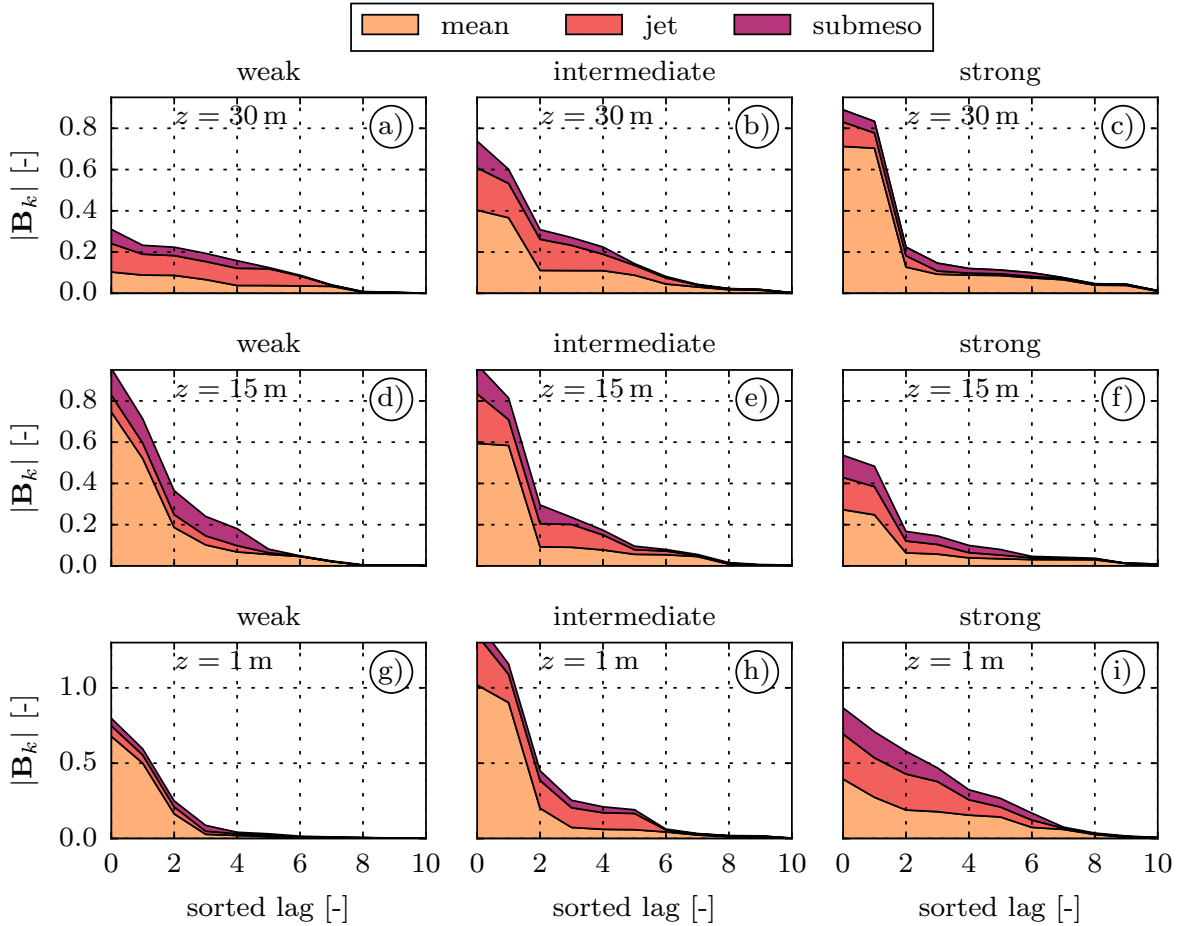 mean jet submeso
weak intermediate strong
|B_k| [-]
0.8
0.6
0.4
0.2
0.0
z = 30 m a)
z = 30 m b)
z = 30 m c)
weak intermediate strong
|B_k| [-]
0.8
0.6
0.4
0.2
0.0
z = 15 m d)
z = 15 m e)
z = 15 m f)
weak intermediate strong
|B_k| [-]
1.0
0.5
0.0
z = 1 m g)
z = 1 m h)
z = 1 m i)
0 2 4 6 8 10 0 2 4 6 8 10 0 2 4 6 8 10
sorted lag [-] sorted lag [-] sorted lag [-]